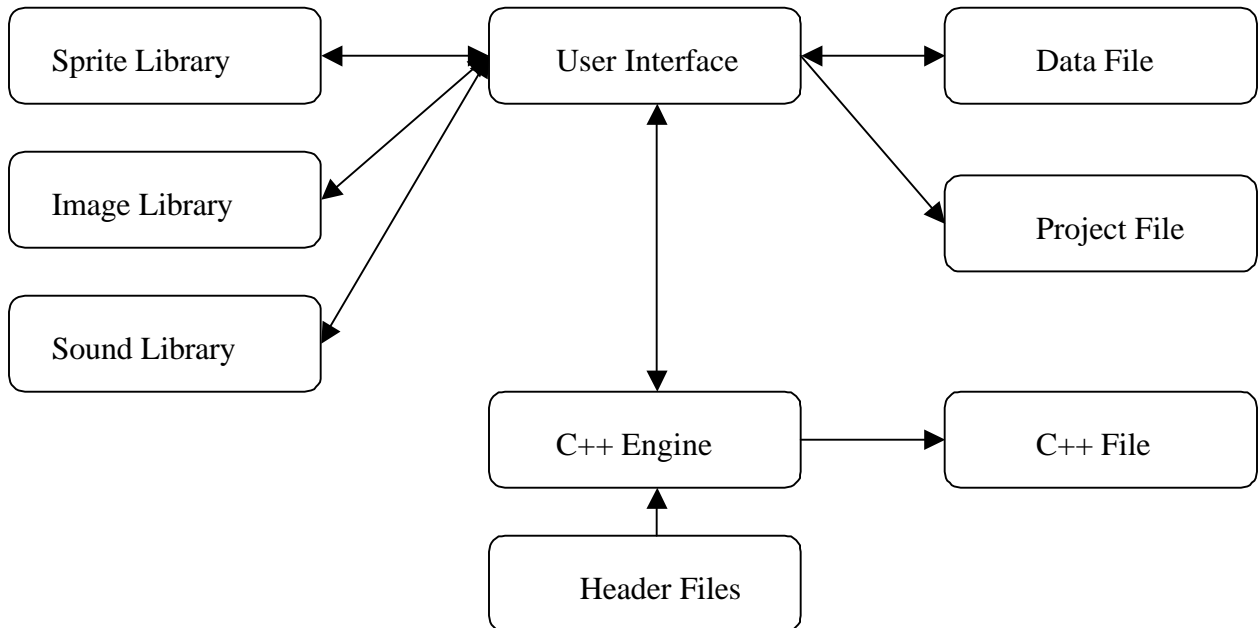 Sprite Library
User Interface
Data File
Image Library
Project File
Sound Library
C++ Engine
C++ File
Header Files